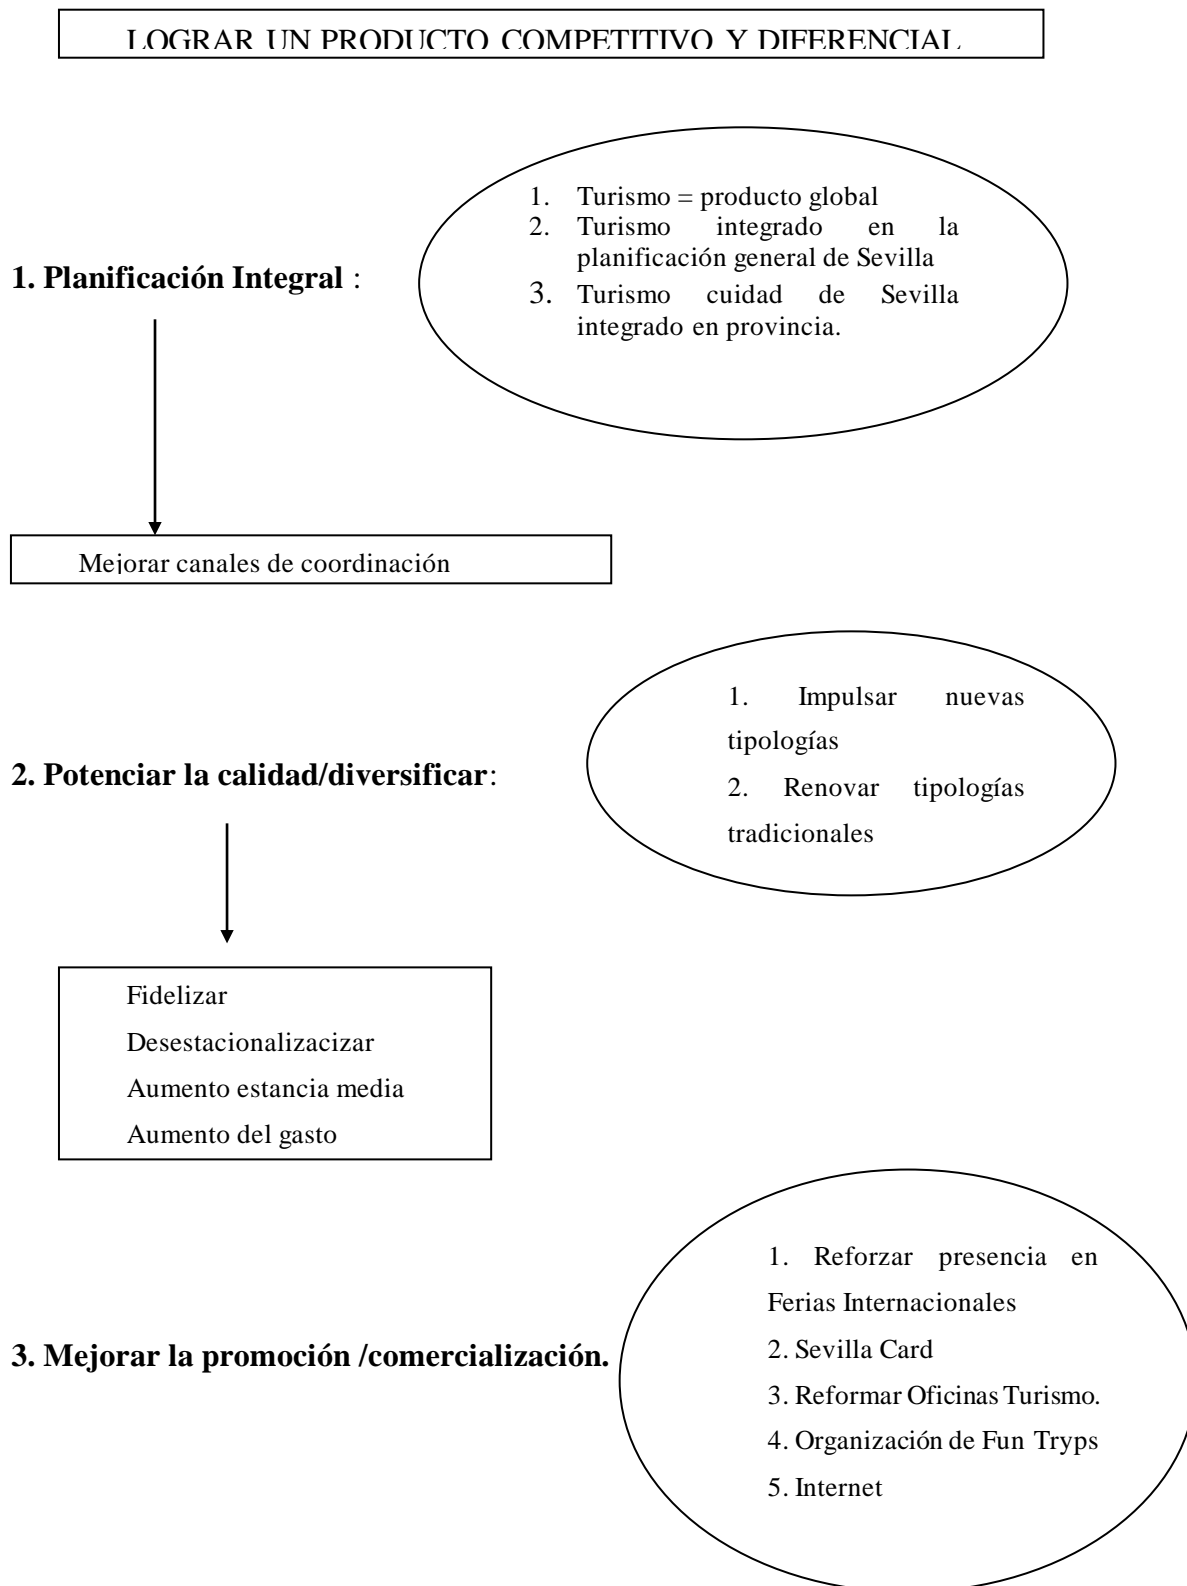 LOGRAR UN PRODUCTO COMPETITIVO Y DIFERENCIAL
1. Turismo = producto global
2. Turismo integrado en la
planificación general de Sevilla
3. Turismo cuidad de Sevilla
integrado en provincia.
1. Planificación Integral :
Mejorar canales de coordinación
1. Impulsar nuevas
tipologías
2. Renovar tipologías
tradicionales
2. Potenciar la calidad/diversificar:
Fidelizar
Desestacionalizacizar
Aumento estancia media
Aumento del gasto
1. Reforzar presencia en
Ferias Internacionales
2. Sevilla Card
3. Reformar Oficinas Turismo.
4. Organización de Fun Tryps
5. Internet
3. Mejorar la promoción /comercialización.